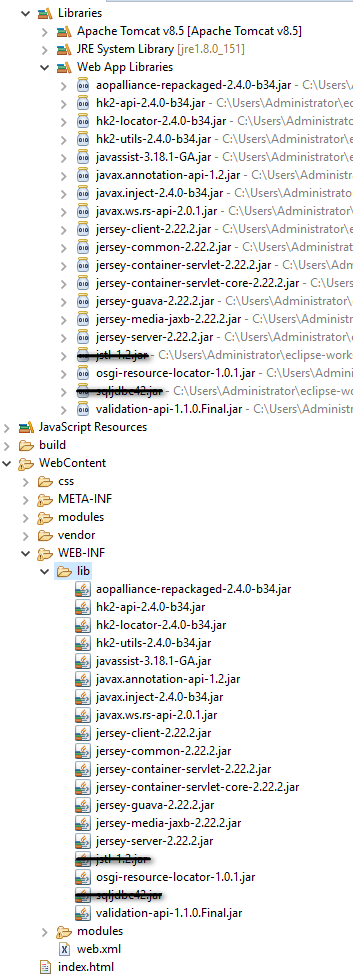 Libraries
Apache Tomcat v8.5 [Apache Tomcat v8.5]
JRE System Library [jre1.8.0_151]
Web App Libraries
aopalliance-repackaged-2.4.0-b34.jar - C:\Us
hk2-api-2.4.0-b34.jar - C:\Users\Administrator\ec
hk2-locator-2.4.0-b34.jar - C:\Users\Administrat
hk2-utils-2.4.0-b34.jar - C:\Users\Administrator\
javassist-3.18.1-GA.jar - C:\Users\Administrator\e
javax.annotation-api-1.2.jar - C:\Users\Administr
javax.inject-2.4.0-b34.jar - C:\Users\Administrato
javax.ws.rs-api-2.0.1.jar - C:\Users\Administrator
jersey-client-2.22.2.jar - C:\Users\Administrator\e
jersey-common-2.22.2.jar - C:\Users\Administrat
jersey-container-servlet-2.22.2.jar - C:\Users\Ad
jersey-container-servlet-core-2.22.2.jar - C:\User
jersey-guava-2.22.2.jar - C:\Users\Administrator\
jersey-media-jaxb-2.22.2.jar - C:\Users\Administr
jersey-server-2.22.2.jar - C:\Users\Administrator\
jstl-1.2.jar - C:\Users\Administrator\eclipse-works
osgi-resource-locator-1.0.1.jar - C:\Users\Admini
sqljdbc42.jar - C:\Users\Administrator\eclipse-wo
validation-api-1.1.0.Final.jar - C:\Users\Administ
JavaScript Resources
build
WebContent
css
META-INF
modules
vendor
WEB-INF
lib
aopalliance-repackaged-2.4.0-b34.jar
hk2-api-2.4.0-b34.jar
hk2-locator-2.4.0-b34.jar
hk2-utils-2.4.0-b34.jar
javassist-3.18.1-GA.jar
javax.annotation-api-1.2.jar
javax.inject-2.4.0-b34.jar
javax.ws.rs-api-2.0.1.jar
jersey-client-2.22.2.jar
jersey-common-2.22.2.jar
jersey-container-servlet-2.22.2.jar
jersey-container-servlet-core-2.22.2.jar
jersey-guava-2.22.2.jar
jersey-media-jaxb-2.22.2.jar
jersey-server-2.22.2.jar
jstl-1.2.jar
osgi-resource-locator-1.0.1.jar
sqljdbc42.jar
validation-api-1.1.0.Final.jar
modules
web.xml
index.html